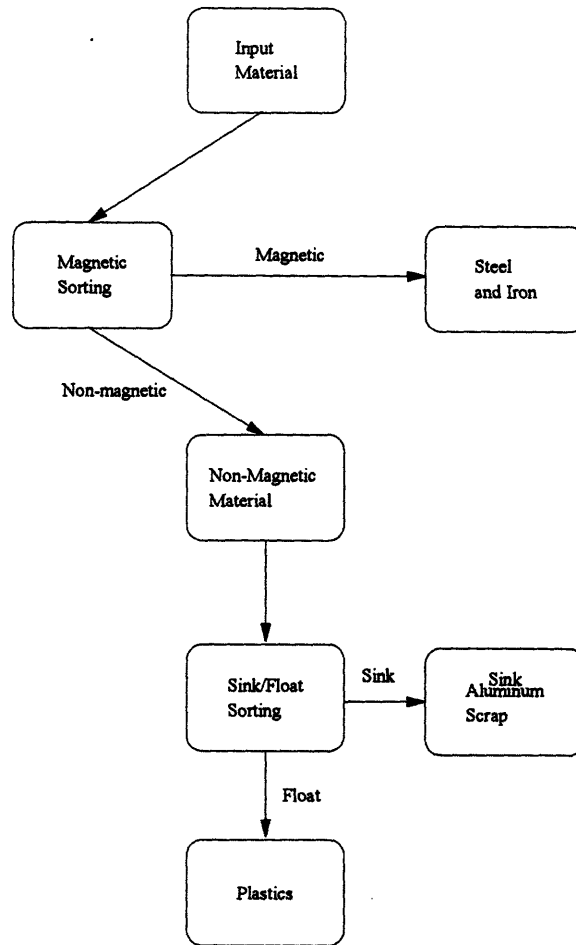 Input
Material
Magnetic
Sorting
Magnetic
Steel
and Iron
Non-magnetic
Non-Magnetic
Material
Sink/Float
Sorting
Sink
Sink
Aluminum
Scrap
Float
Plastics